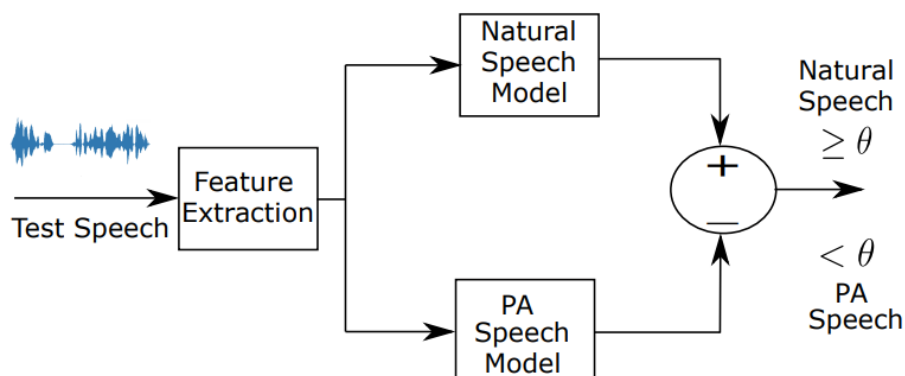 Test Speech
Feature
Extraction
Natural
Speech
Model
PA
Speech
Model
+
−
Natural
Speech
≥ θ
< θ
PA
Speech